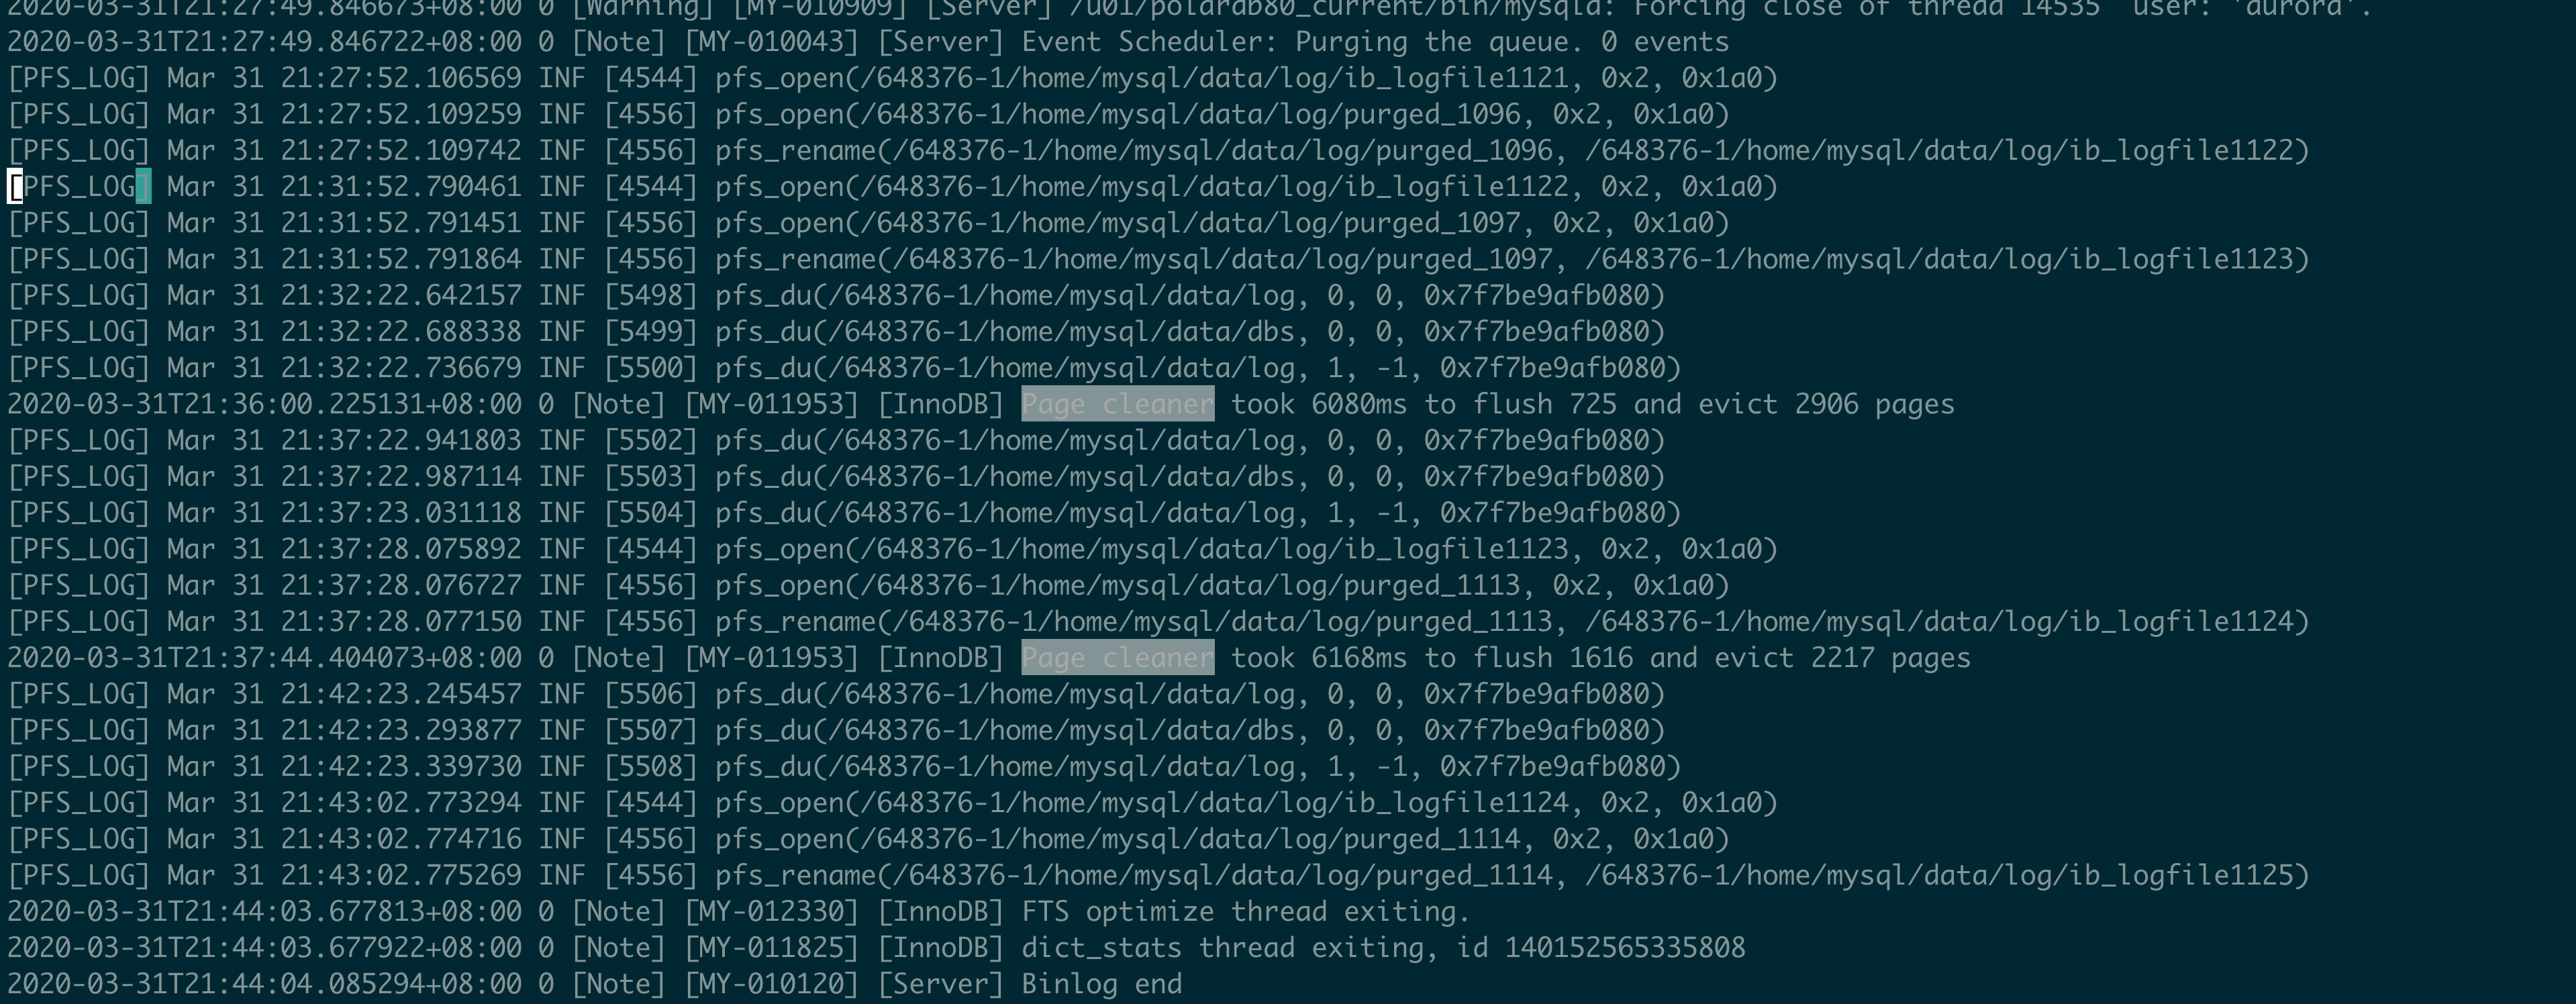 2020-03-31T21:27:49.846673+08:00 0 [Warning] [MY-010909] [Server] /u01/polardb80_current/bin/mysqld: Forcing close of thread 14535  user: 'aurora'.
2020-03-31T21:27:49.846722+08:00 0 [Note] [MY-010043] [Server] Event Scheduler: Purging the queue. 0 events
[PFS_LOG] Mar 31 21:27:52.106569 INF [4544] pfs_open(/648376-1/home/mysql/data/log/ib_logfile1121, 0x2, 0x1a0)
[PFS_LOG] Mar 31 21:27:52.109259 INF [4556] pfs_open(/648376-1/home/mysql/data/log/purged_1096, 0x2, 0x1a0)
[PFS_LOG] Mar 31 21:27:52.109742 INF [4556] pfs_rename(/648376-1/home/mysql/data/log/purged_1096, /648376-1/home/mysql/data/log/ib_logfile1122)
[PFS_LOG] Mar 31 21:31:52.790461 INF [4544] pfs_open(/648376-1/home/mysql/data/log/ib_logfile1122, 0x2, 0x1a0)
[PFS_LOG] Mar 31 21:31:52.791451 INF [4556] pfs_open(/648376-1/home/mysql/data/log/purged_1097, 0x2, 0x1a0)
[PFS_LOG] Mar 31 21:31:52.791864 INF [4556] pfs_rename(/648376-1/home/mysql/data/log/purged_1097, /648376-1/home/mysql/data/log/ib_logfile1123)
[PFS_LOG] Mar 31 21:32:22.642157 INF [5498] pfs_du(/648376-1/home/mysql/data/log, 0, 0, 0x7f7be9afb080)
[PFS_LOG] Mar 31 21:32:22.688338 INF [5499] pfs_du(/648376-1/home/mysql/data/dbs, 0, 0, 0x7f7be9afb080)
[PFS_LOG] Mar 31 21:32:22.736679 INF [5500] pfs_du(/648376-1/home/mysql/data/log, 1, -1, 0x7f7be9afb080)
2020-03-31T21:36:00.225131+08:00 0 [Note] [MY-011953] [InnoDB] Page cleaner took 6080ms to flush 725 and evict 2906 pages
[PFS_LOG] Mar 31 21:37:22.941803 INF [5502] pfs_du(/648376-1/home/mysql/data/log, 0, 0, 0x7f7be9afb080)
[PFS_LOG] Mar 31 21:37:22.987114 INF [5503] pfs_du(/648376-1/home/mysql/data/dbs, 0, 0, 0x7f7be9afb080)
[PFS_LOG] Mar 31 21:37:23.031118 INF [5504] pfs_du(/648376-1/home/mysql/data/log, 1, -1, 0x7f7be9afb080)
[PFS_LOG] Mar 31 21:37:28.075892 INF [4544] pfs_open(/648376-1/home/mysql/data/log/ib_logfile1123, 0x2, 0x1a0)
[PFS_LOG] Mar 31 21:37:28.076727 INF [4556] pfs_open(/648376-1/home/mysql/data/log/purged_1113, 0x2, 0x1a0)
[PFS_LOG] Mar 31 21:37:28.077150 INF [4556] pfs_rename(/648376-1/home/mysql/data/log/purged_1113, /648376-1/home/mysql/data/log/ib_logfile1124)
2020-03-31T21:37:44.404073+08:00 0 [Note] [MY-011953] [InnoDB] Page cleaner took 6168ms to flush 1616 and evict 2217 pages
[PFS_LOG] Mar 31 21:42:23.245457 INF [5506] pfs_du(/648376-1/home/mysql/data/log, 0, 0, 0x7f7be9afb080)
[PFS_LOG] Mar 31 21:42:23.293877 INF [5507] pfs_du(/648376-1/home/mysql/data/dbs, 0, 0, 0x7f7be9afb080)
[PFS_LOG] Mar 31 21:42:23.339730 INF [5508] pfs_du(/648376-1/home/mysql/data/log, 1, -1, 0x7f7be9afb080)
[PFS_LOG] Mar 31 21:43:02.773294 INF [4544] pfs_open(/648376-1/home/mysql/data/log/ib_logfile1124, 0x2, 0x1a0)
[PFS_LOG] Mar 31 21:43:02.774716 INF [4556] pfs_open(/648376-1/home/mysql/data/log/purged_1114, 0x2, 0x1a0)
[PFS_LOG] Mar 31 21:43:02.775269 INF [4556] pfs_rename(/648376-1/home/mysql/data/log/purged_1114, /648376-1/home/mysql/data/log/ib_logfile1125)
2020-03-31T21:44:03.677813+08:00 0 [Note] [MY-012330] [InnoDB] FTS optimize thread exiting.
2020-03-31T21:44:03.677922+08:00 0 [Note] [MY-011825] [InnoDB] dict_stats thread exiting, id 140152565335808
2020-03-31T21:44:04.085294+08:00 0 [Note] [MY-010120] [Server] Binlog end